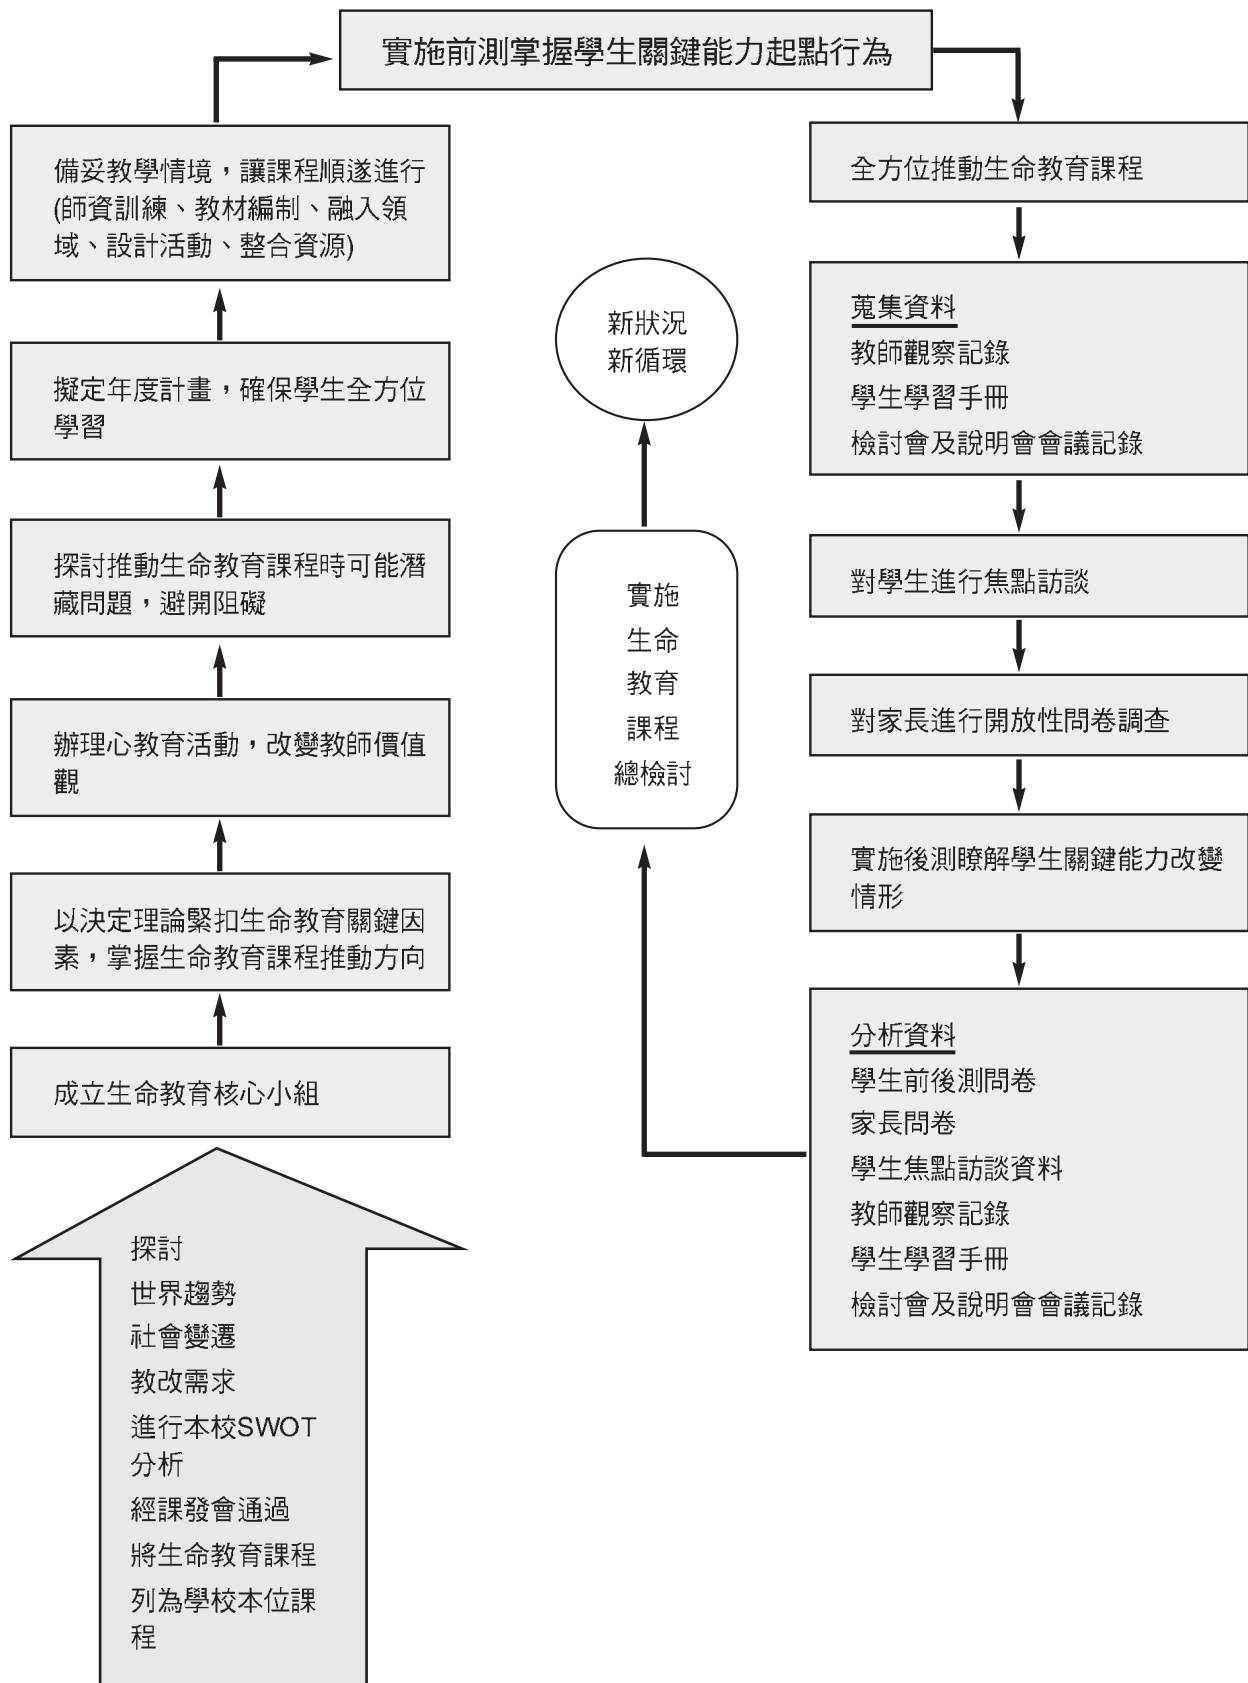 實施前測掌握學生關鍵能力起點行為
備妥教學情境，讓課程順遂進行
(師資訓練、教材編制、融入領
域、設計活動、整合資源)
擬定年度計畫，確保學生全方位
學習
探討推動生命教育課程時可能潛
藏問題，避開阻礙
辦理心教育活動，改變教師價值
觀
以決定理論緊扣生命教育關鍵因
素，掌握生命教育課程推動方向
成立生命教育核心小組
探討
世界趨勢
社會變遷
教改需求
進行本校SWOT
分析
經課發會通過
將生命教育課程
列為學校本位課
程
新狀況
新循環
實施
生命
教育
課程
總檢討
全方位推動生命教育課程
蒐集資料
教師觀察記錄
學生學習手冊
檢討會及說明會會議記錄
對學生進行焦點訪談
對家長進行開放性問卷調查
實施後測瞭解學生關鍵能力改變
情形
分析資料
學生前後測問卷
家長問卷
學生焦點訪談資料
教師觀察記錄
學生學習手冊
檢討會及說明會會議記錄